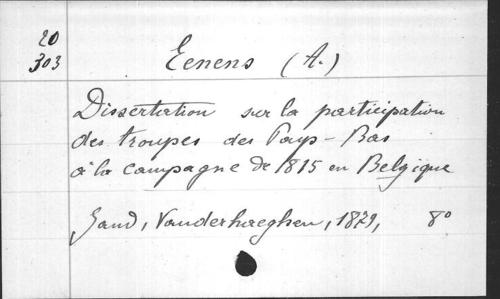 20
303
Eenens (A.)
Dissertation sur la participation
des troupes des Pays-Bas
à la campagne de 1815 en Belgique
Gand, Vanderhaeghen, 1879, 8°